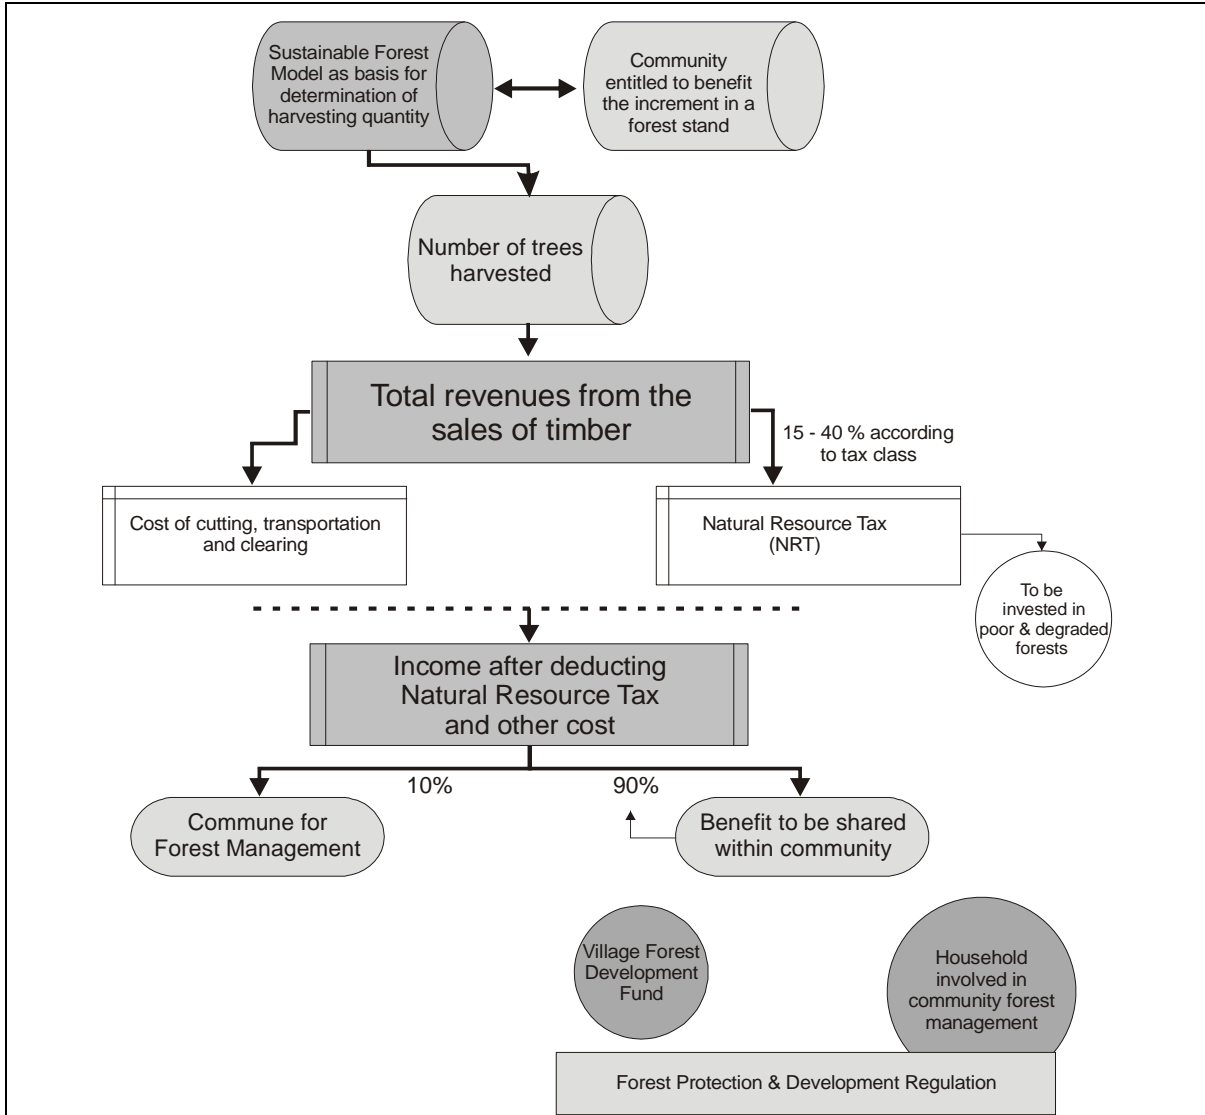 Sustainable Forest
Model as basis for
determination of
harvesting quantity
Community
entitled to benefit
the increment in a
forest stand
Number of trees
harvested
Total revenues from the
sales of timber
15 - 40 % according
to tax class
Cost of cutting, transportation
and clearing
Natural Resource Tax
(NRT)
To be
invested in
poor & degraded
forests
Income after deducting
Natural Resource Tax
and other cost
10%
90%
Commune for
Forest Management
Benefit to be shared
within community
Village Forest
Development
Fund
Household
involved in
community forest
management
Forest Protection & Development Regulation